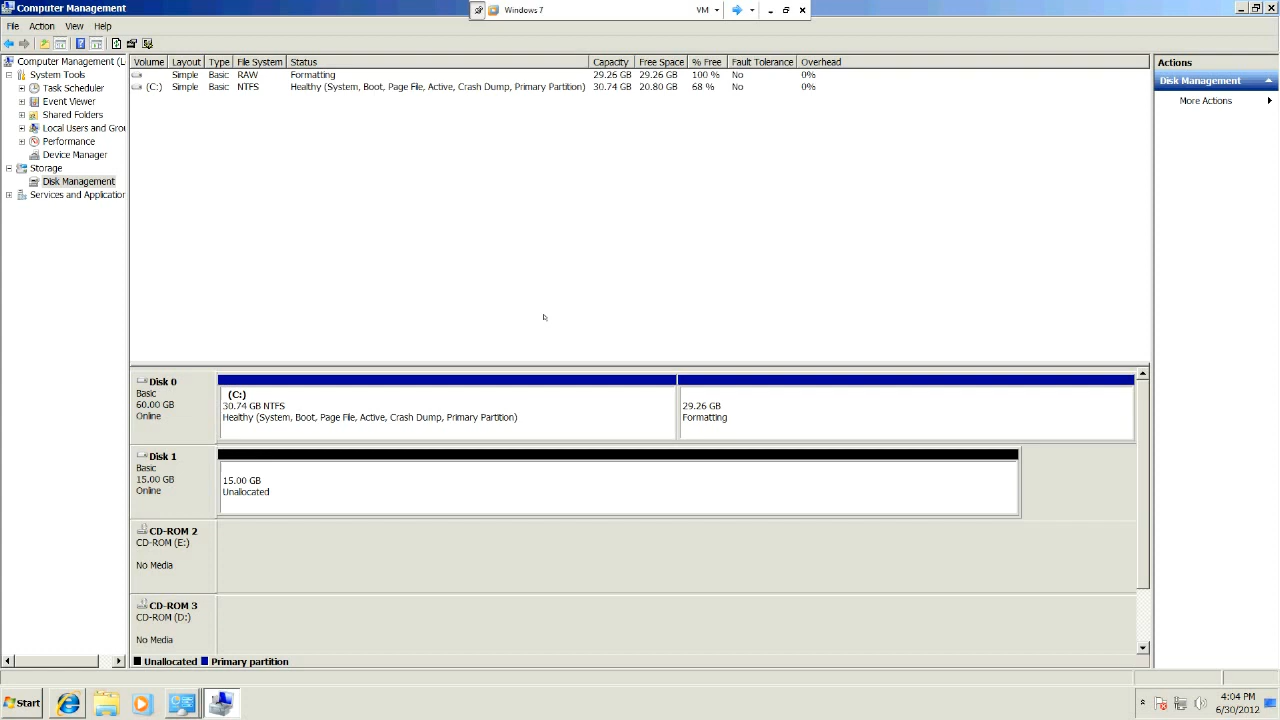 Computer Management
Windows 7
VM
File Action View Help
Computer Management (L
System Tools
Task Scheduler
Event Viewer
Shared Folders
Local Users and Grou
Performance
Device Manager
Storage
Disk Management
Services and Application
Volume Layout Type File System Status Capacity Free Space % Free Fault Tolerance Overhead
Simple Basic RAW Formatting 29.26 GB 29.26 GB 100 % No 0%
(C:) Simple Basic NTFS Healthy (System, Boot, Page File, Active, Crash Dump, Primary Partition) 30.74 GB 20.80 GB 68 % No 0%
Disk 0
Basic
60.00 GB
Online
(C:)
30.74 GB NTFS
Healthy (System, Boot, Page File, Active, Crash Dump, Primary Partition)
29.26 GB
Formatting
Disk 1
Basic
15.00 GB
Online
15.00 GB
Unallocated
CD-ROM 2
CD-ROM (E:)
No Media
CD-ROM 3
CD-ROM (D:)
No Media
Unallocated Primary partition
Actions
Disk Management
More Actions
Start
4:04 PM
6/30/2012